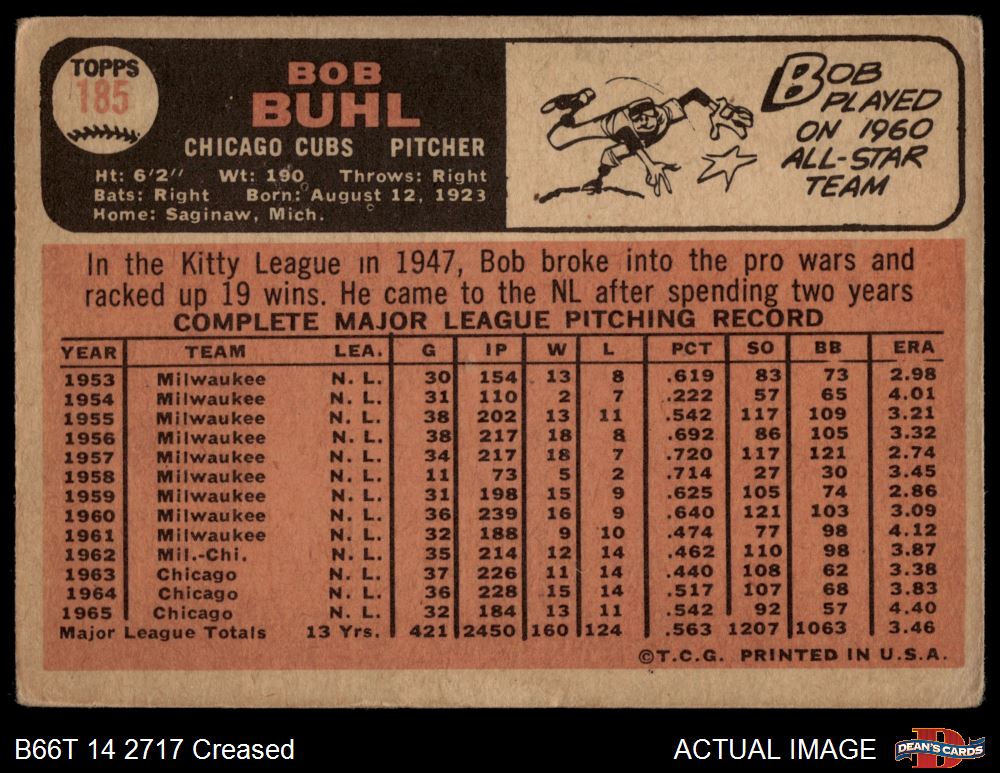 TOPPS
185
BOB
BUHL
CHICAGO CUBS PITCHER
Ht: 6'2" Wt: 190 Throws: Right
Bats: Right Born: August 12, 1923
Home: Saginaw, Mich.
BOB
PLAYED
ON 1960
ALL-STAR
TEAM
In the Kitty League in 1947, Bob broke into the pro wars and
racked up 19 wins. He came to the NL after spending two years
COMPLETE MAJOR LEAGUE PITCHING RECORD
YEAR TEAM LEA. G IP W L PCT SO BB ERA
1953 Milwaukee N. L. 30 154 13 8 .619 83 73 2.98
1954 Milwaukee N. L. 31 110 2 7 .222 57 65 4.01
1955 Milwaukee N. L. 38 202 13 11 .542 117 109 3.21
1956 Milwaukee N. L. 38 217 18 8 .692 86 105 3.32
1957 Milwaukee N. L. 34 217 18 7 .720 117 121 2.74
1958 Milwaukee N. L. 11 73 5 2 .714 27 30 3.45
1959 Milwaukee N. L. 31 198 15 9 .625 105 74 2.86
1960 Milwaukee N. L. 36 239 16 9 .640 121 103 3.09
1961 Milwaukee N. L. 32 188 9 10 .474 77 98 4.12
1962 Mil.-Chi. N. L. 35 214 12 14 .462 110 98 3.87
1963 Chicago N. L. 37 226 11 14 .440 108 62 3.38
1964 Chicago N. L. 36 228 15 14 .517 107 68 3.83
1965 Chicago N. L. 32 184 13 11 .542 92 57 4.40
Major League Totals 13 Yrs. 421 2450 160 124 .563 1207 1063 3.46
©T.C.G. PRINTED IN U.S.A.
B66T 14 2717 Creased
ACTUAL IMAGE
D
DEAN'S CARDS